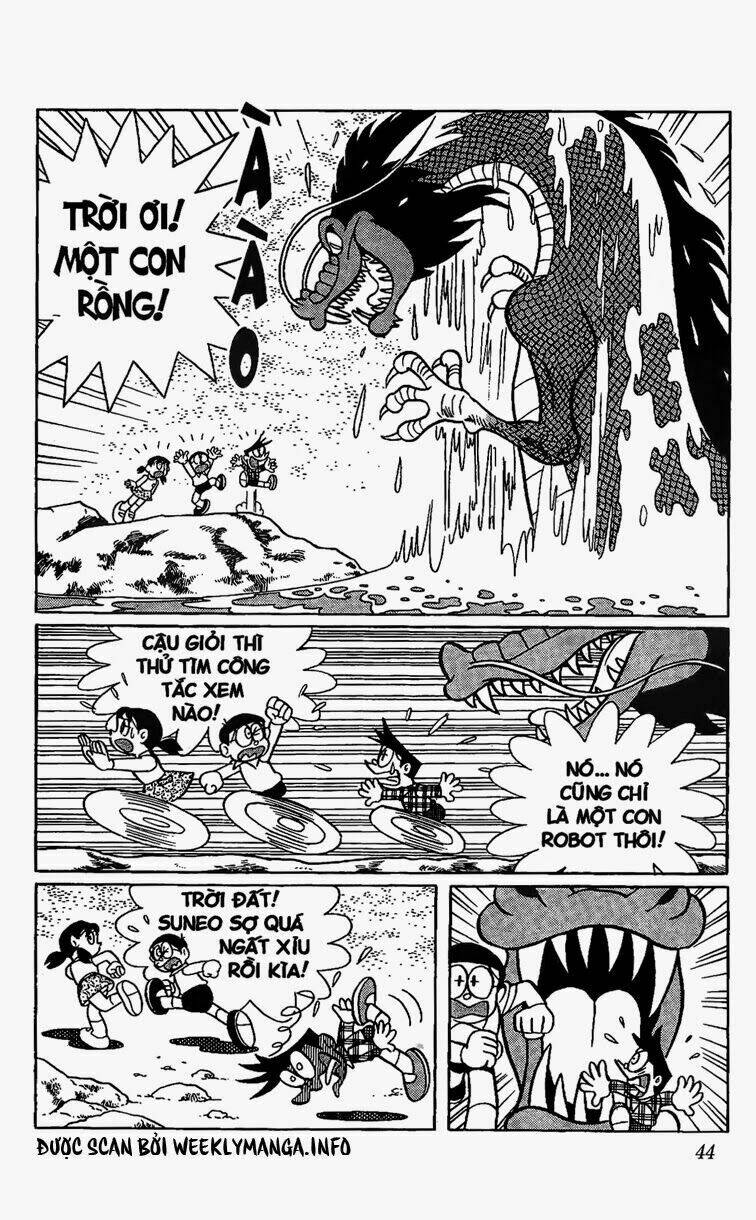 TRỜI ƠI!
MỘT CON
RỒNG!
À
À
O
CẬU GIỎI THÌ
THỬ TÌM CÔNG
TẮC XEM
NÀO!
NÓ... NÓ
CŨNG CHỈ
LÀ MỘT CON
ROBOT THÔI!
TRỜI ĐẤT!
SUNEO SỢ QUÁ
NGẤT XỈU
RỒI KÌA!
ĐƯỢC SCAN BỞI WEEKLYMANGA.INFO
44